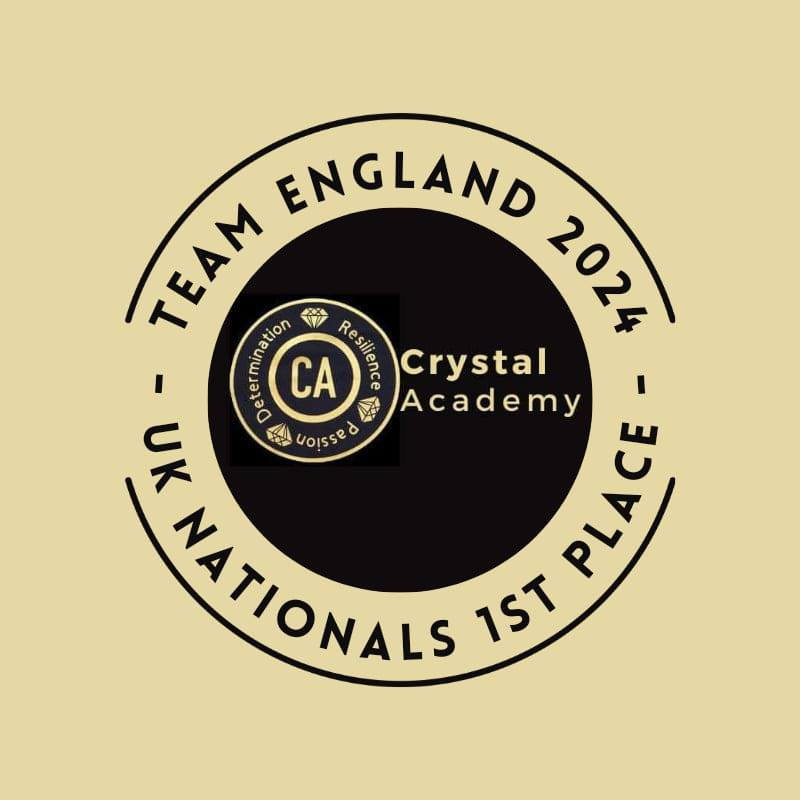 TEAM ENGLAND 2024
Determination
Resilience
Passion
CA
Crystal
Academy
- UK NATIONALS 1ST PLACE -